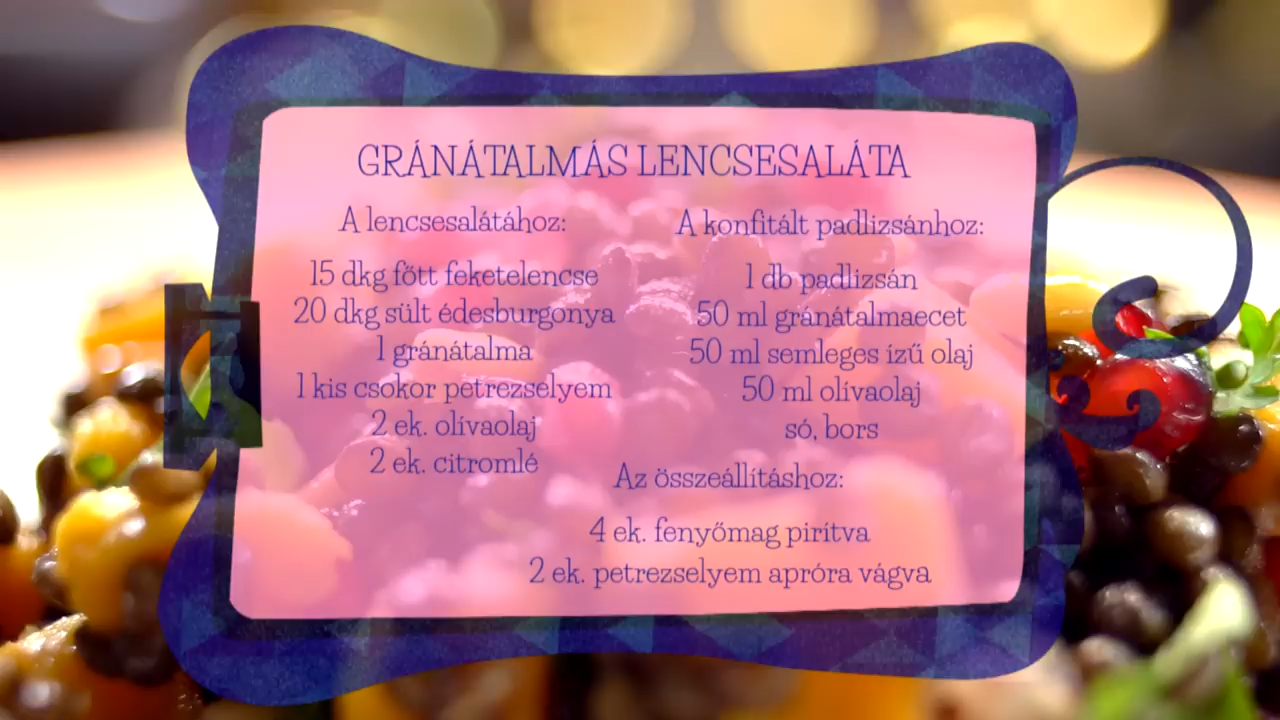 GRÁNÁTALMÁS LENCSESALÁTA
A lencsesalátához:
15 dkg főtt feketelencse
20 dkg sült édesburgonya
1 gránátalma
1 kis csokor petrezselyem
2 ek. olívaolaj
2 ek. citromlé
A konfitált padlizsánhoz:
1 db padlizsán
50 ml gránátalmaecet
50 ml semleges ízű olaj
50 ml olívaolaj
só, bors
Az összeállításhoz:
4 ek. fenyőmag pirítva
2 ek. petrezselyem apróra vágva